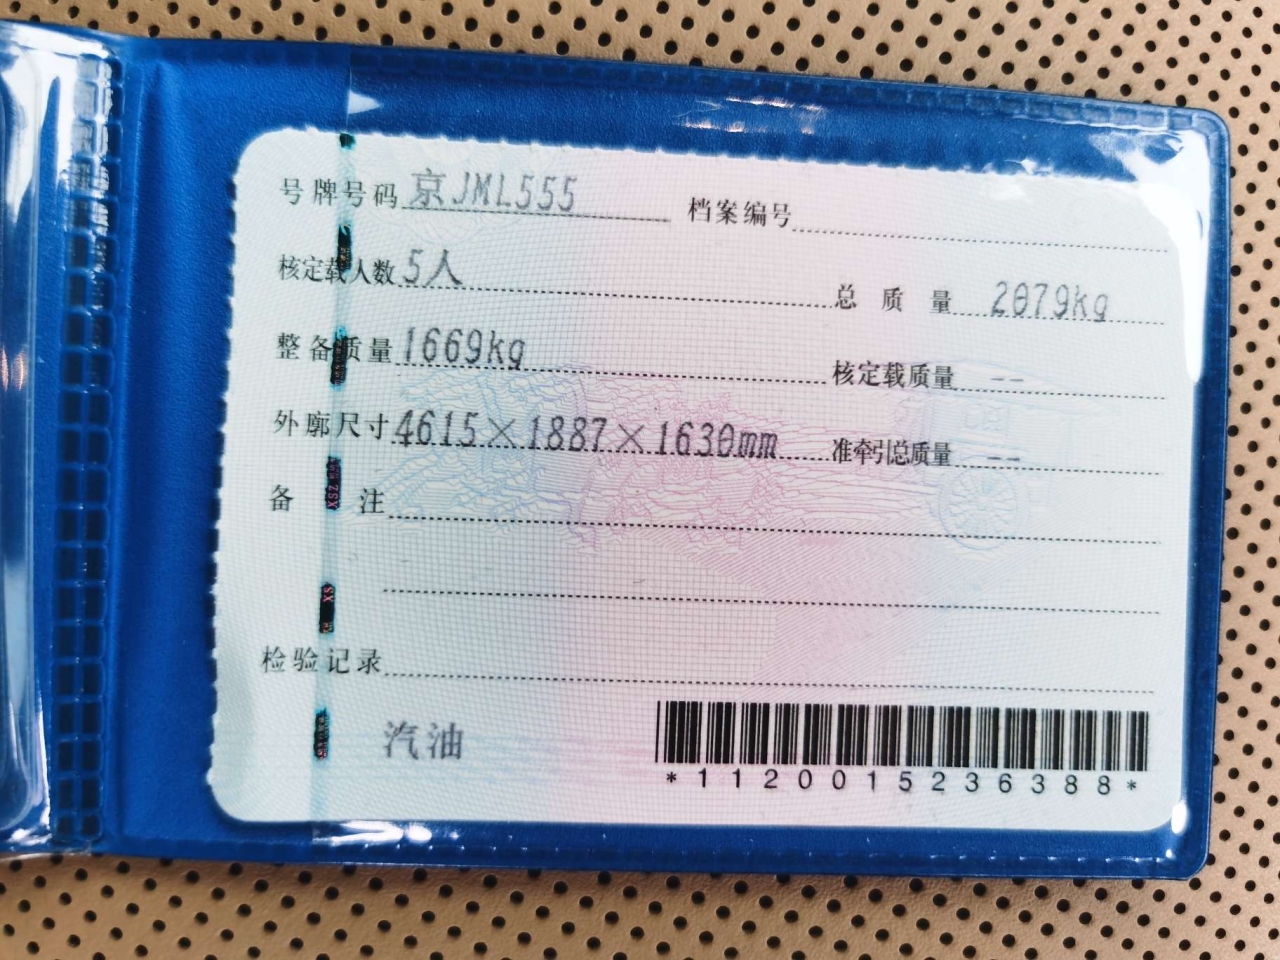 号牌号码 京JML555 档案编号
核定载人数 5人 总质量 2079kg
整备质量 1669kg 核定载质量 --
外廓尺寸 4615×1887×1630mm 准牵引总质量 --
备注
检验记录
汽油
*1120015236388*